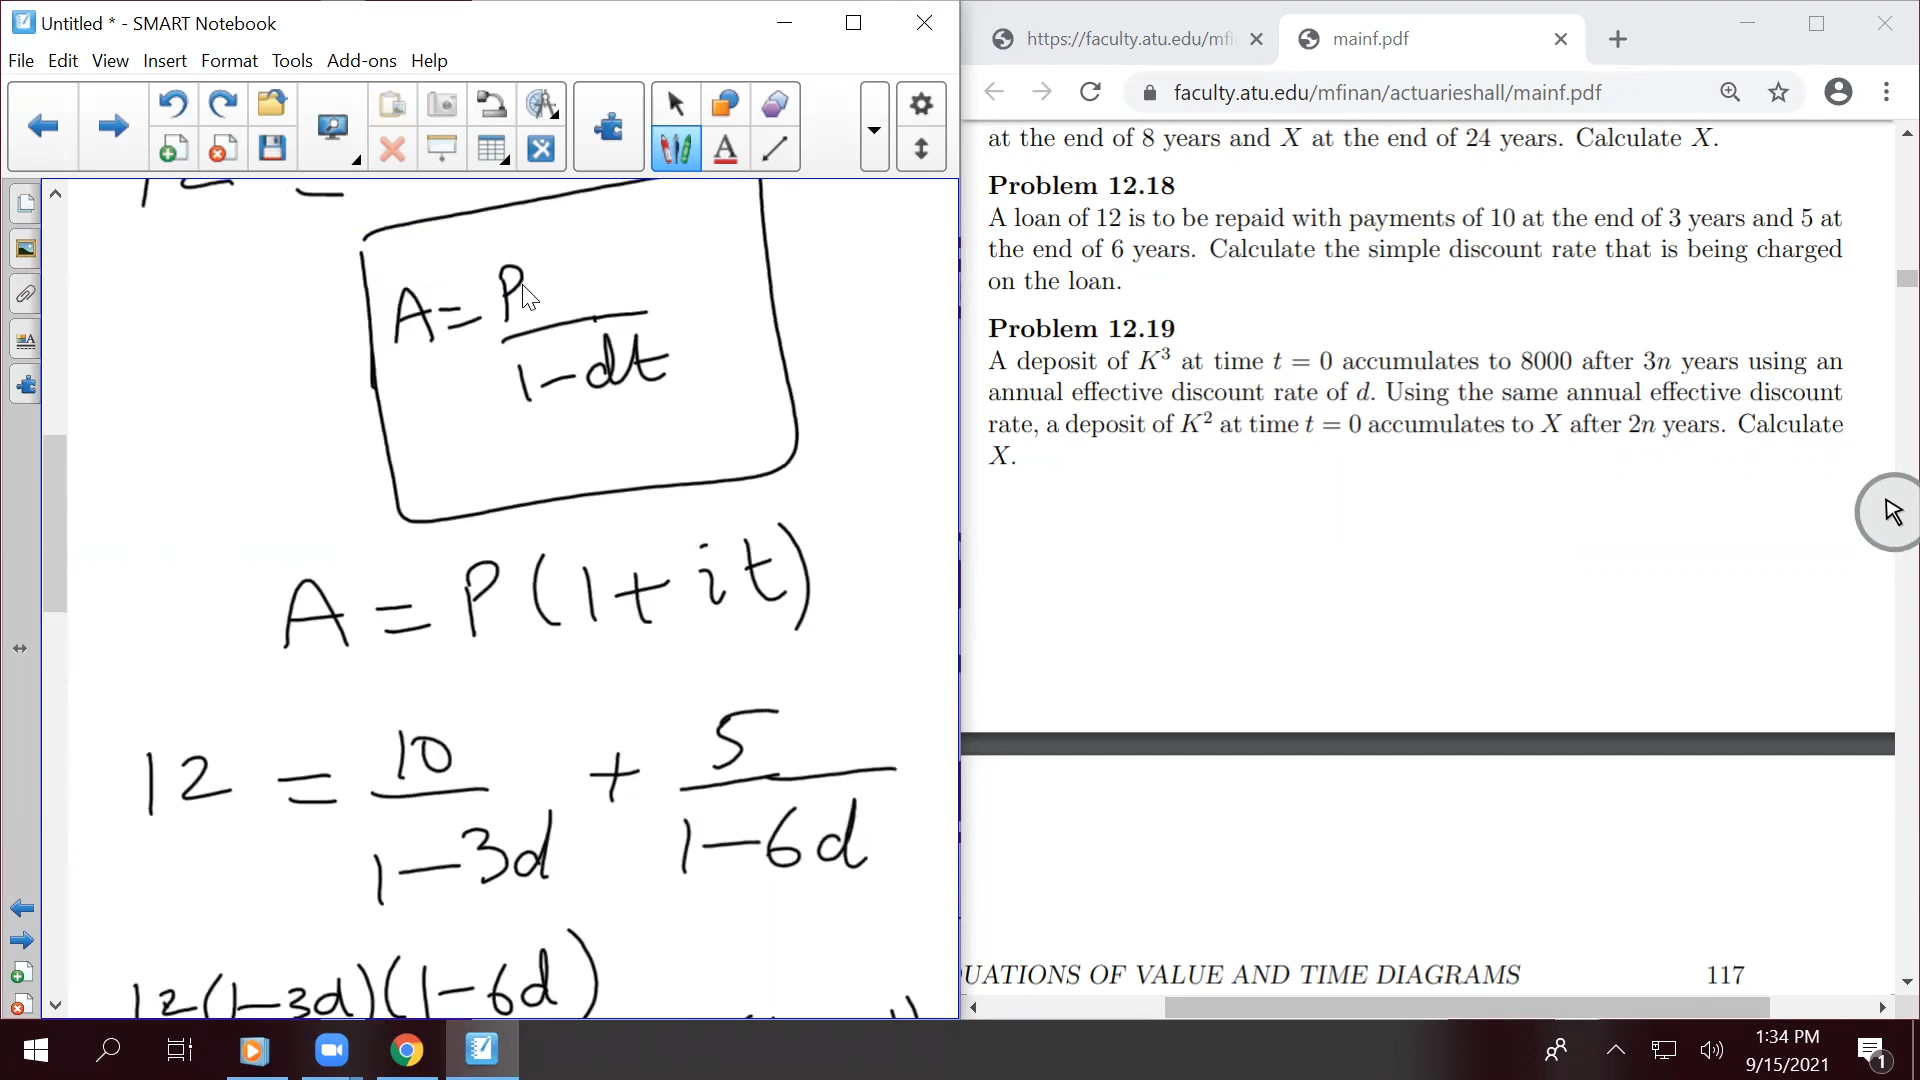 Untitled * - SMART Notebook
File Edit View Insert Format Tools Add-ons Help
12 =
A = P / 1 - dt
A = P(1 + it)
12 = 10 / 1 - 3d + 5 / 1 - 6d
12(1 - 3d)(1 - 6d)
https://faculty.atu.edu/mfi
mainf.pdf
faculty.atu.edu/mfinan/actuarieshall/mainf.pdf
at the end of 8 years and X at the end of 24 years. Calculate X.
Problem 12.18
A loan of 12 is to be repaid with payments of 10 at the end of 3 years and 5 at
the end of 6 years. Calculate the simple discount rate that is being charged
on the loan.
Problem 12.19
A deposit of K³ at time t = 0 accumulates to 8000 after 3n years using an
annual effective discount rate of d. Using the same annual effective discount
rate, a deposit of K² at time t = 0 accumulates to X after 2n years. Calculate
X.
QUATIONS OF VALUE AND TIME DIAGRAMS 117
1:34 PM
9/15/2021
1